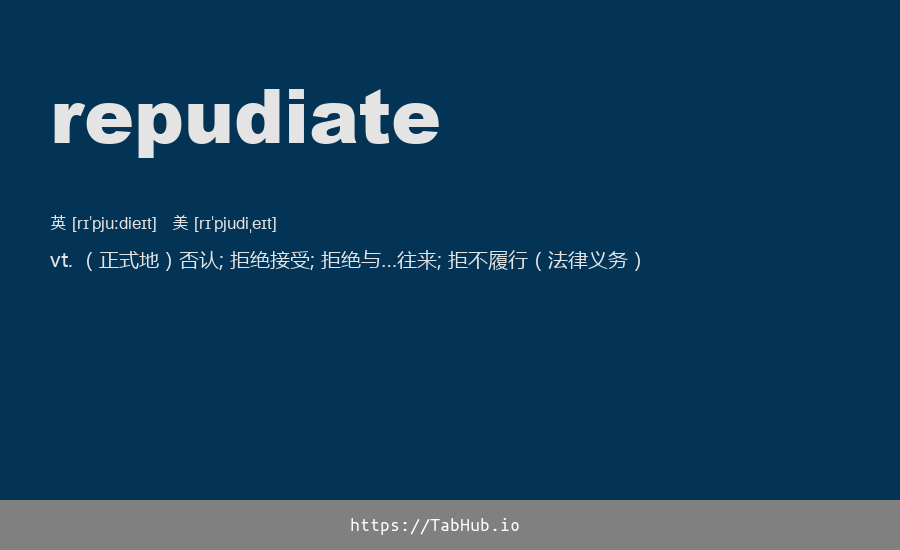 repudiate
英 [rɪˈpju:dieɪt] 美 [rɪˈpjudiˌeɪt]
vt. （正式地）否认; 拒绝接受; 拒绝与…往来; 拒不履行（法律义务）
https://TabHub.io